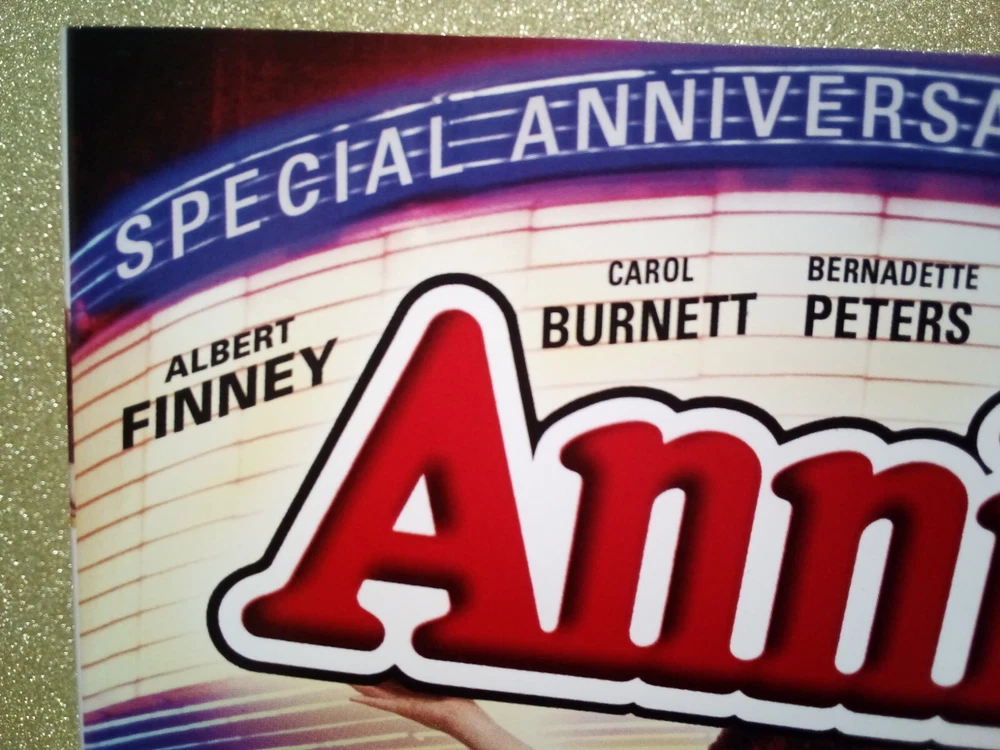 SPECIAL ANNIVERSA
ALBERT
FINNEY
CAROL
BURNETT
BERNADETTE
PETERS
Anni